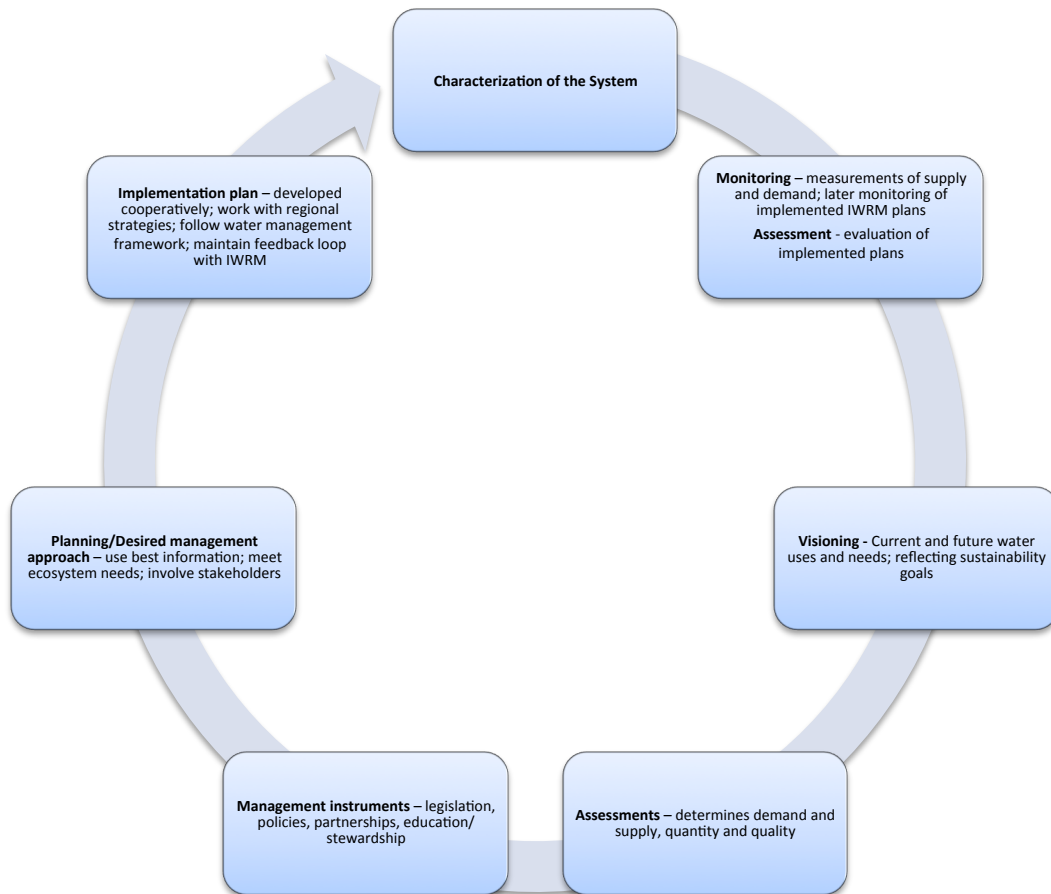 Characterization of the System
Monitoring – measurements of supply
and demand; later monitoring of
implemented IWRM plans
Assessment - evaluation of
implemented plans
Visioning - Current and future water
uses and needs; reflecting sustainability
goals
Assessments – determines demand and
supply, quantity and quality
Management instruments – legislation,
policies, partnerships, education/
stewardship
Planning/Desired management
approach – use best information; meet
ecosystem needs; involve stakeholders
Implementation plan – developed
cooperatively; work with regional
strategies; follow water management
framework; maintain feedback loop
with IWRM